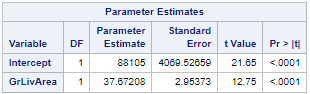 Parameter Estimates
Variable DF Parameter Estimate Standard Error t Value Pr > |t|
Intercept 1 88105 4069.52659 21.65 <.0001
GrLivArea 1 37.67208 2.95373 12.75 <.0001